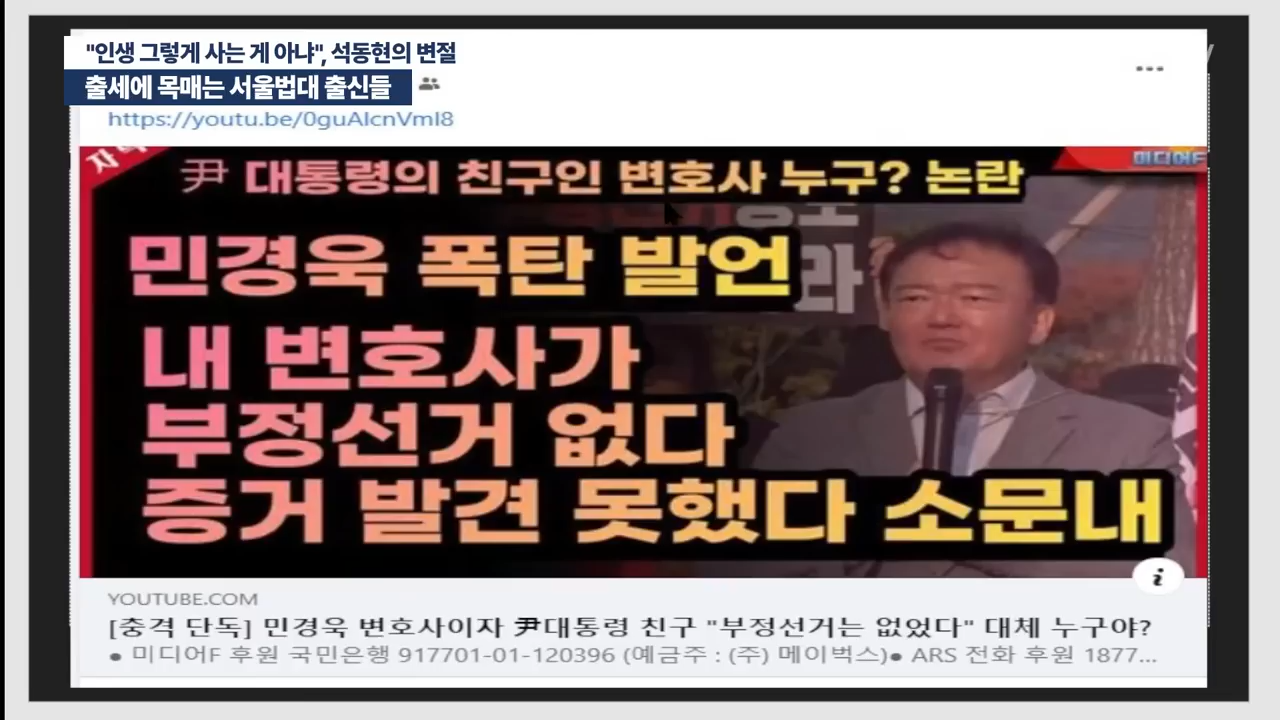 "인생 그렇게 사는 게 아냐", 석동현의 변절
출세에 목매는 서울법대 출신들
https://youtu.be/0guAlcnVml8
미디어F
尹 대통령의 친구인 변호사 누구? 논란
민경욱 폭탄 발언
라
내 변호사가
부정선거 없다
증거 발견 못했다 소문내
YOUTUBE.COM
[충격 단독] 민경욱 변호사이자 尹대통령 친구 "부정선거는 없었다" 대체 누구야?
● 미디어F 후원 국민은행 917701-01-120396 (예금주 : (주) 메이벅스)● ARS 전화 후원 1877...